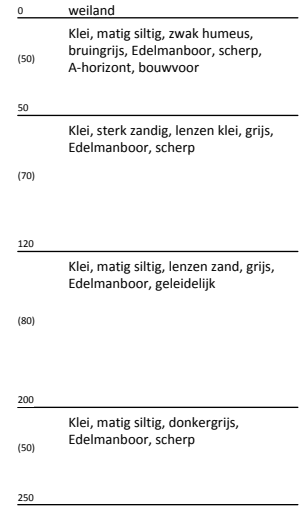 0 weiland
Klei, matig siltig, zwak humeus,
bruingrijs, Edelmanboor, scherp,
(50)
A-horizont, bouwvoor
50
Klei, sterk zandig, lenzen klei, grijs,
Edelmanboor, scherp
(70)
120
Klei, matig siltig, lenzen zand, grijs,
Edelmanboor, geleidelijk
(80)
200
Klei, matig siltig, donkergrijs,
Edelmanboor, scherp
(50)
250